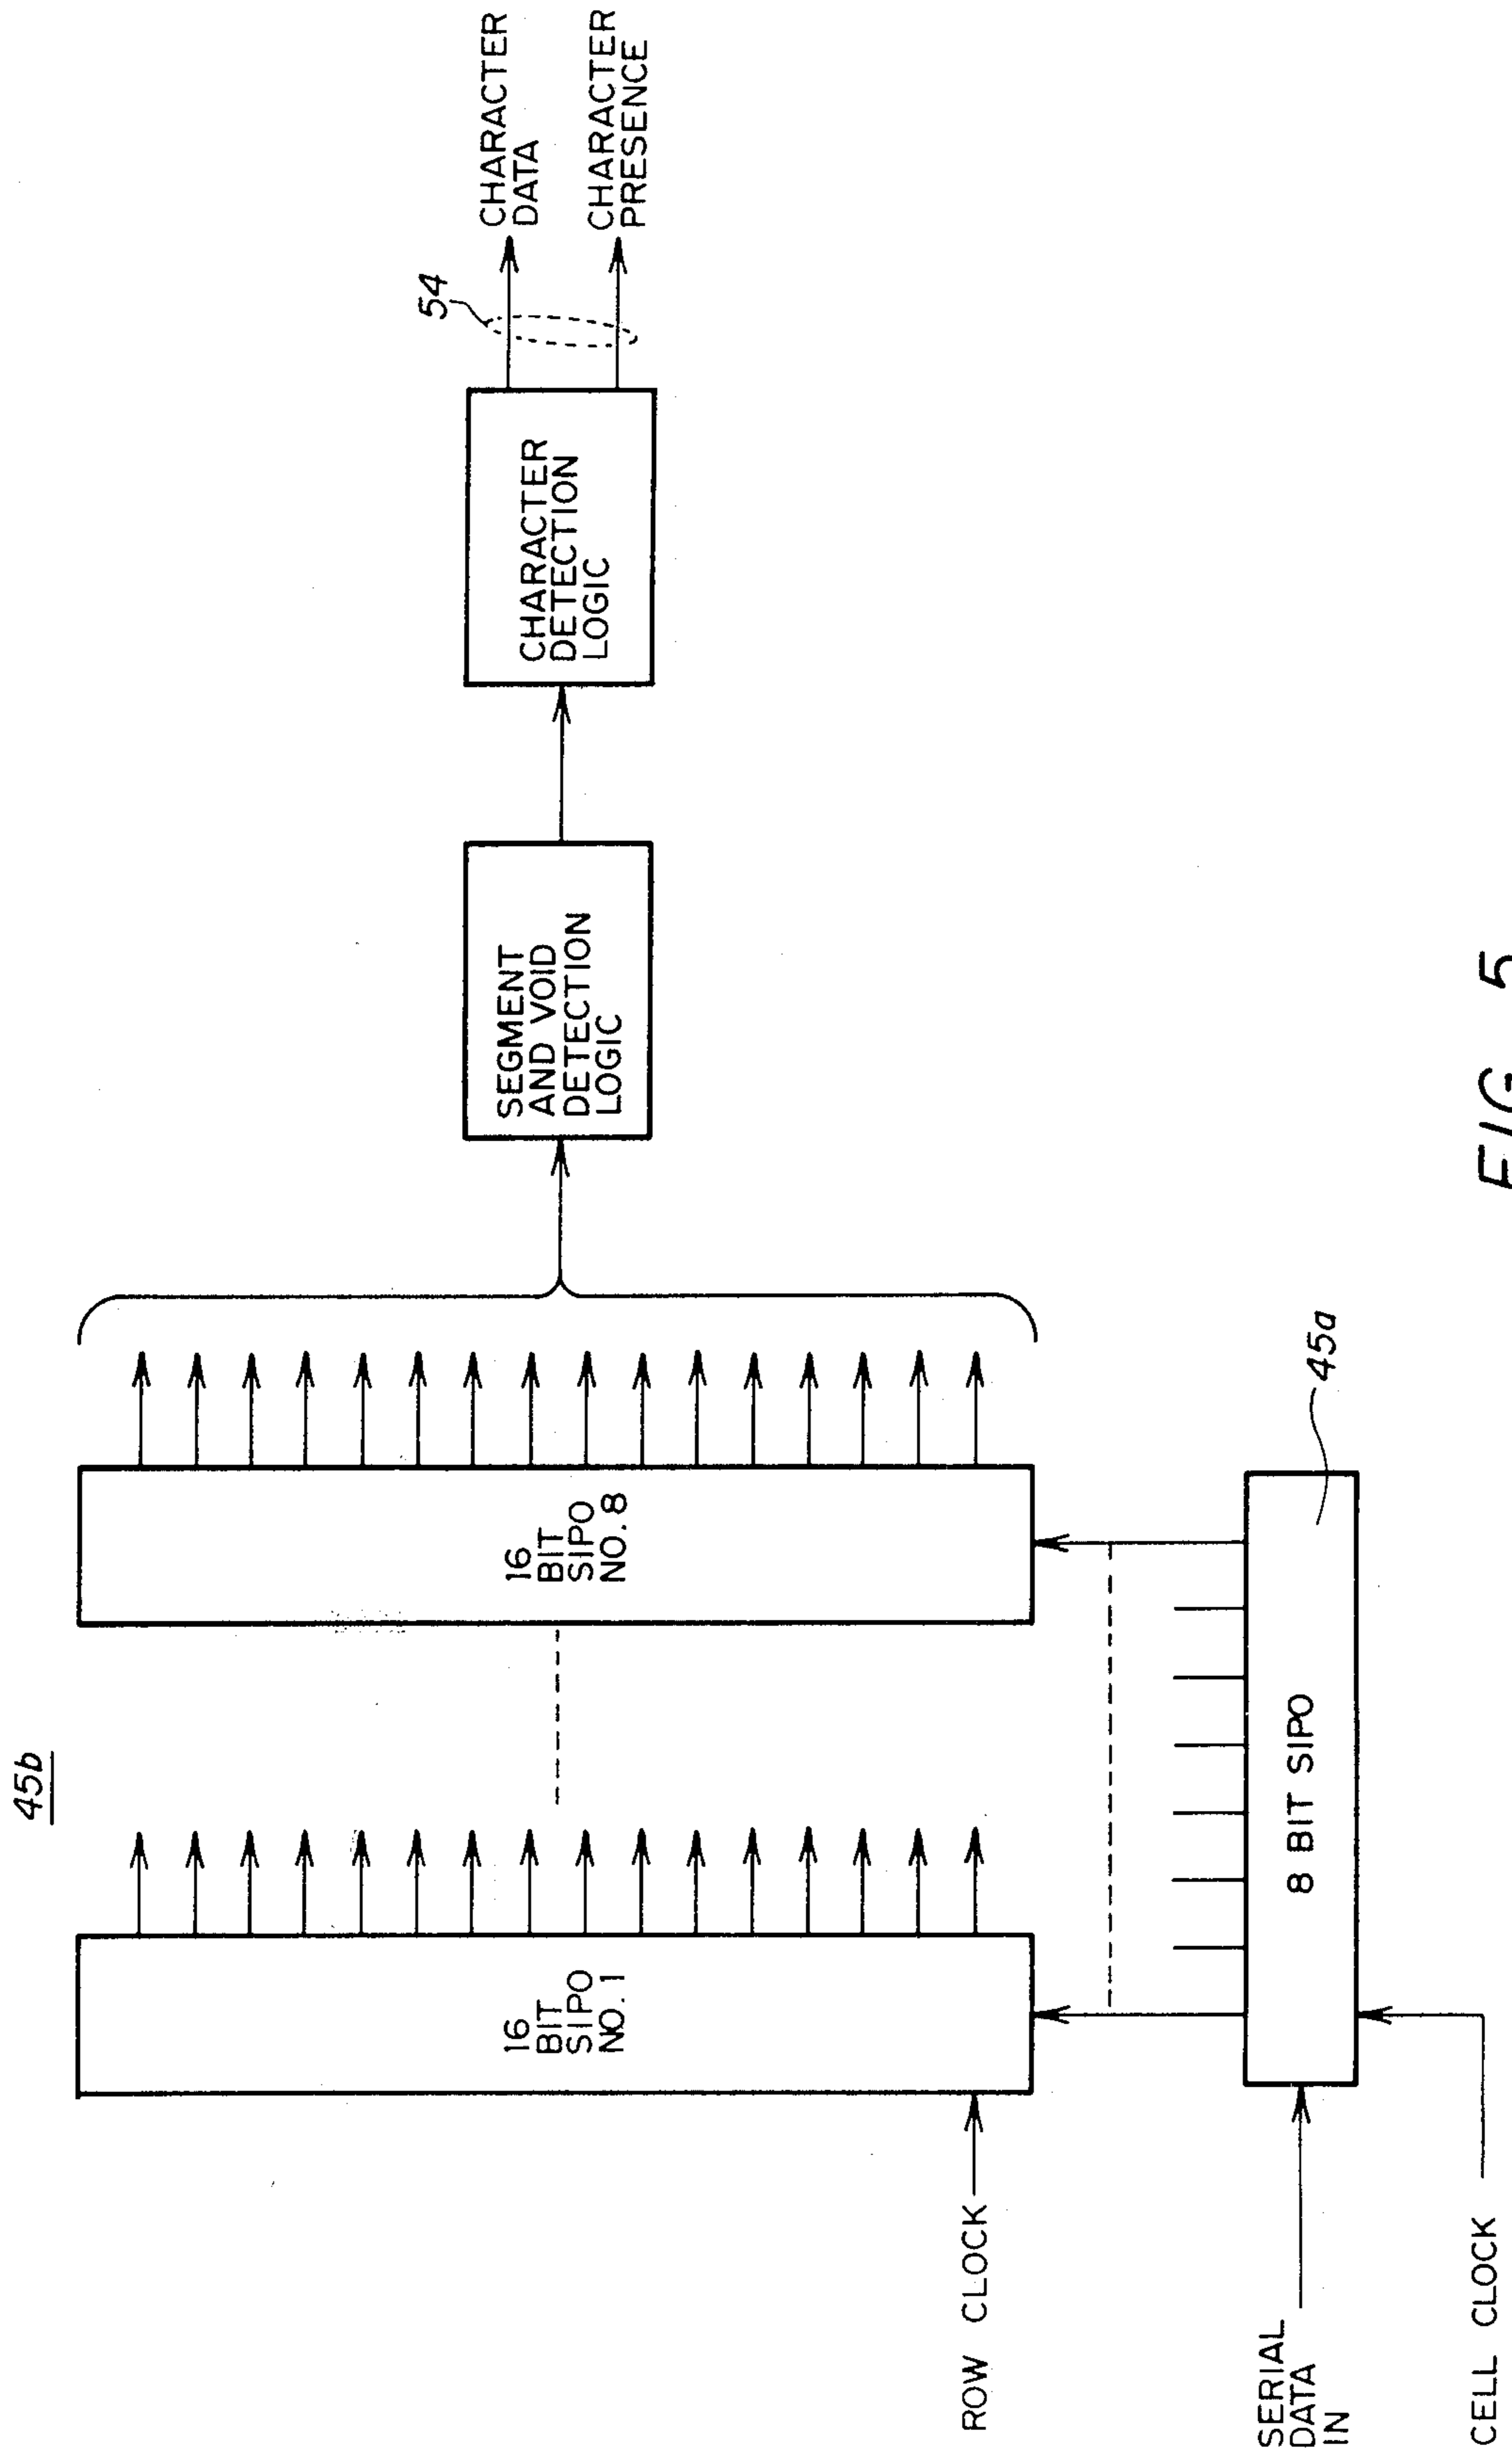 45b
16
BIT
SIPO
NO. 1
16
BIT
SIPO
NO. 8
SEGMENT
AND VOID
DETECTION
LOGIC
CHARACTER
DETECTION
LOGIC
54
CHARACTER
DATA
CHARACTER
PRESENCE
ROW CLOCK
SERIAL
DATA
IN
8 BIT SIPO
45a
CELL CLOCK
FIG. 5